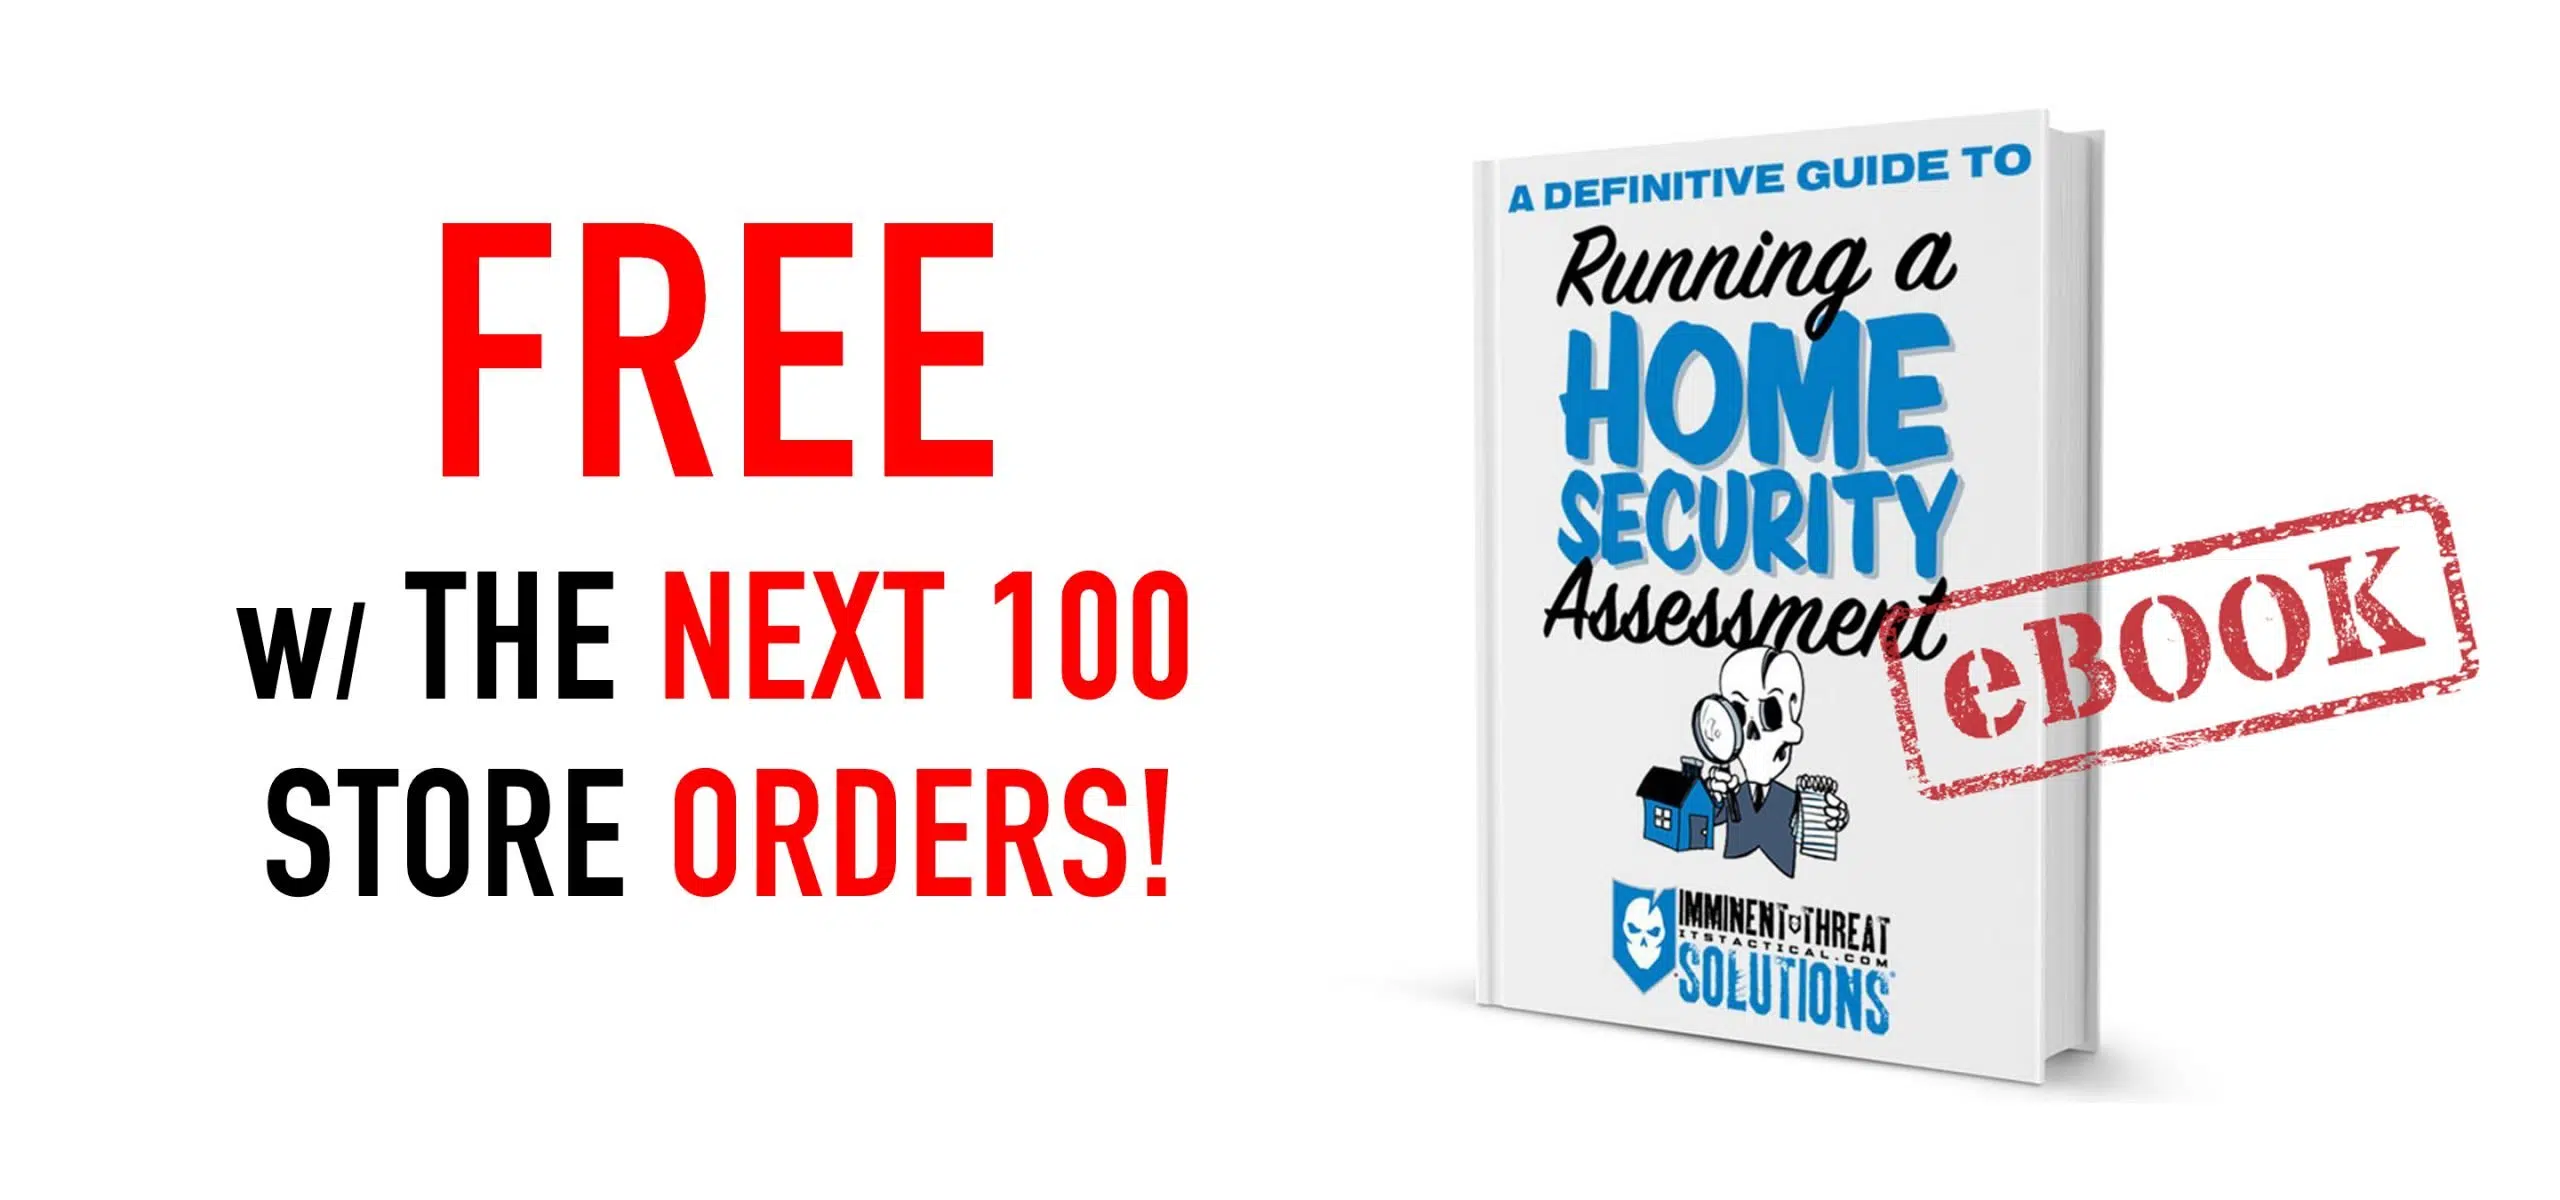 FREE
w/ THE NEXT 100
STORE ORDERS!
A DEFINITIVE GUIDE TO
Running a
HOME
SECURITY
Assessment
eBOOK
IMMINENT THREAT
ITSTACTICAL.COM
SOLUTIONS®